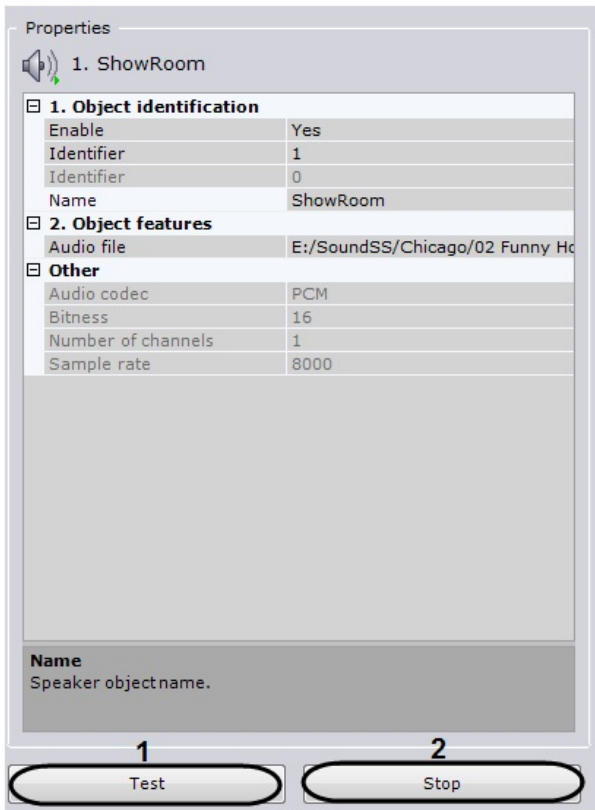 Properties
1. ShowRoom
1. Object identification
Enable Yes
Identifier 1
Identifier 0
Name ShowRoom
2. Object features
Audio file E:/SoundSS/Chicago/02 Funny Ho
Other
Audio codec PCM
Bitness 16
Number of channels 1
Sample rate 8000
Name
Speaker object name.
1 2
Test Stop